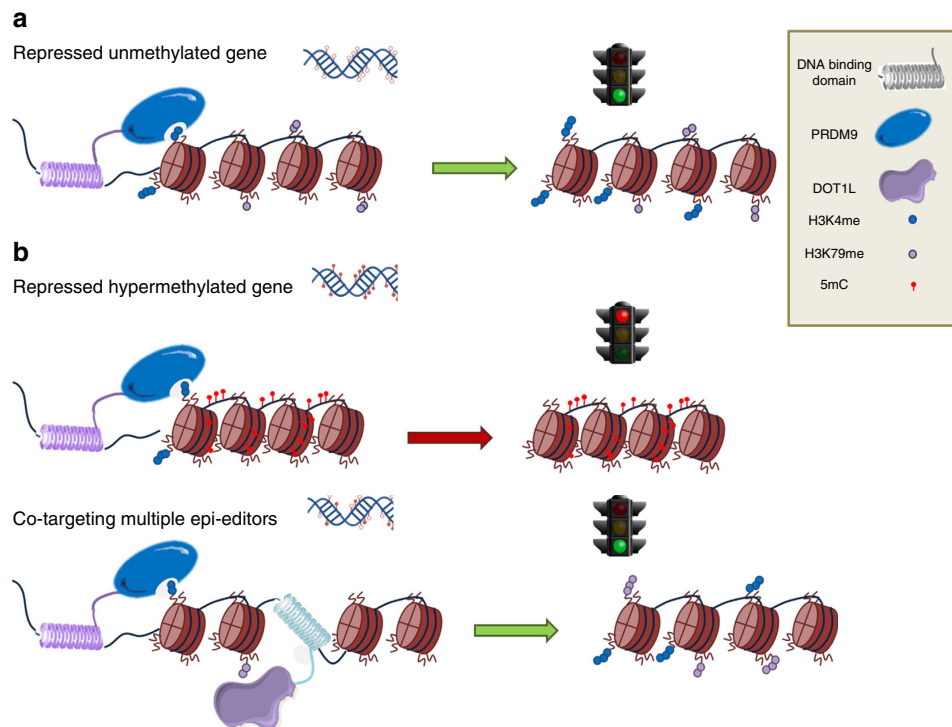 a
Repressed unmethylated gene
b
Repressed hypermethylated gene
Co-targeting multiple epi-editors
DNA binding
domain
PRDM9
DOT1L
H3K4me
H3K79me
5mC